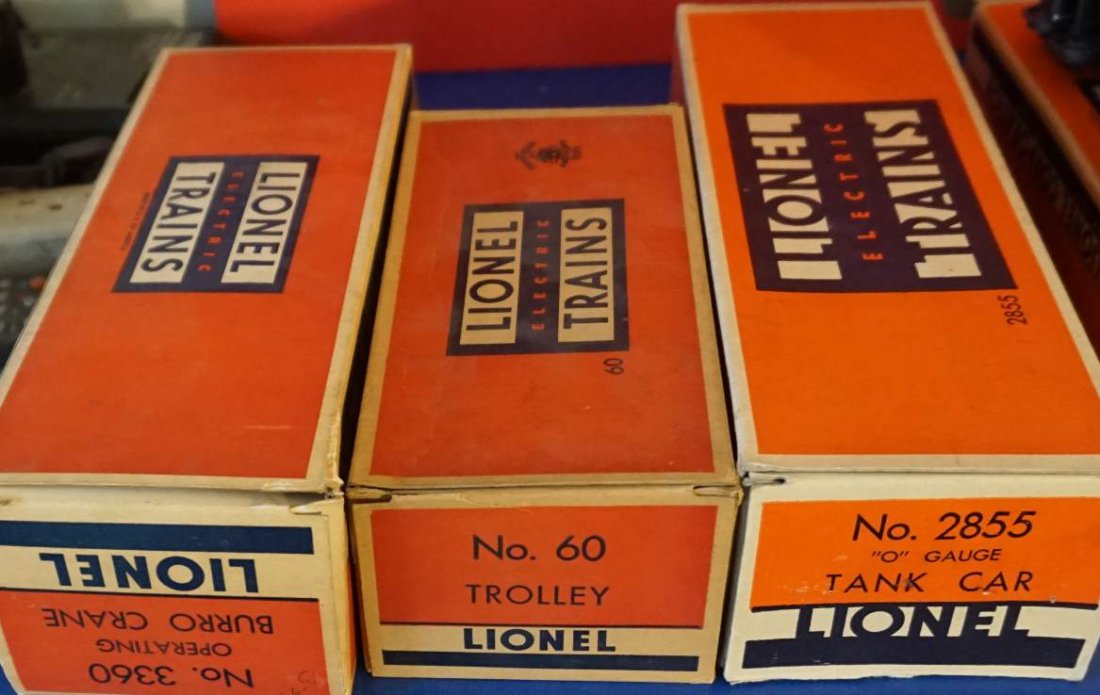 LIONEL
ELECTRIC
TRAINS
LIONEL
BURRO CRANE
OPERATING
No. 3360
LIONEL
ELECTRIC
TRAINS
60
No. 60
TROLLEY
LIONEL
LIONEL
ELECTRIC
TRAINS
2855
No. 2855
"O" GAUGE
TANK CAR
LIONEL